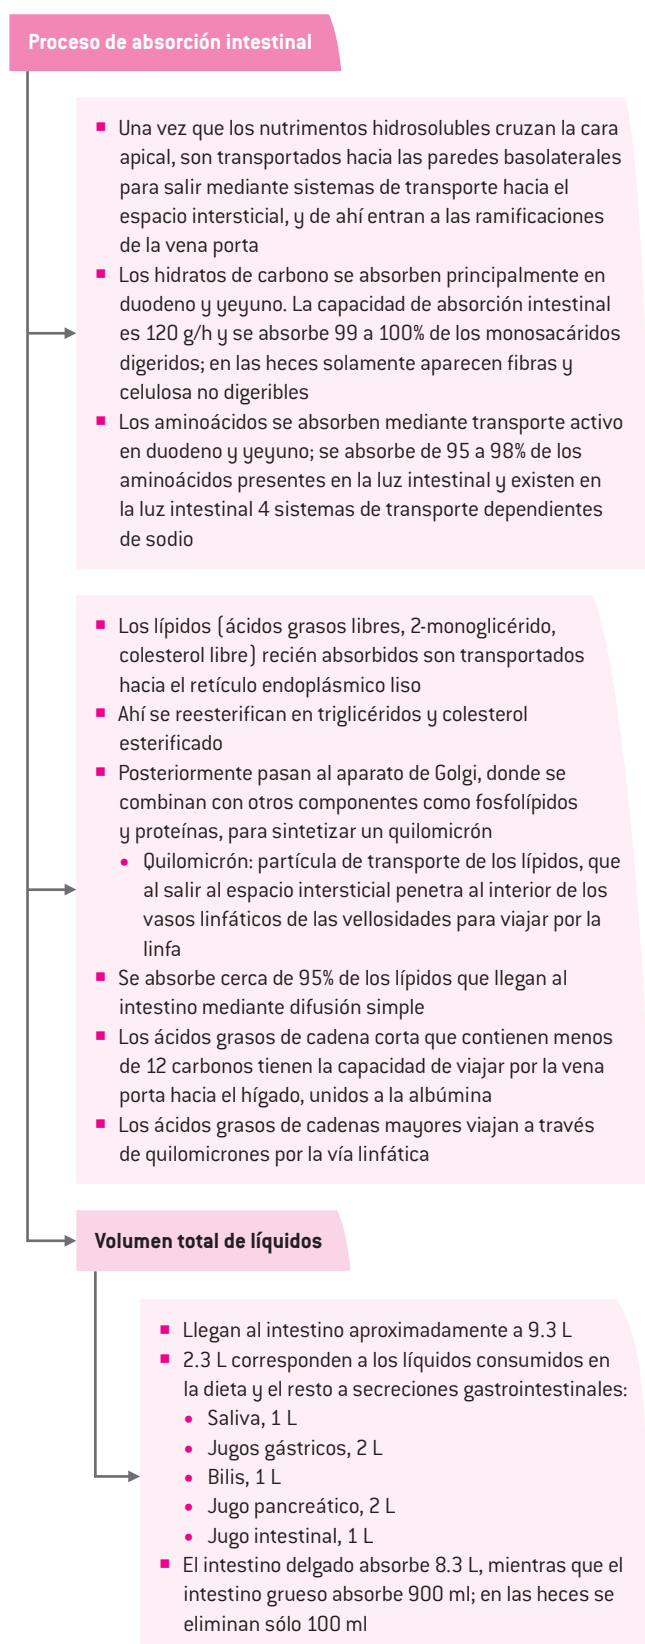 Proceso de absorción intestinal
▪ Una vez que los nutrimentos hidrosolubles cruzan la cara
apical, son transportados hacia las paredes basolaterales
para salir mediante sistemas de transporte hacia el
espacio intersticial, y de ahí entran a las ramificaciones
de la vena porta
▪ Los hidratos de carbono se absorben principalmente en
duodeno y yeyuno. La capacidad de absorción intestinal
es 120 g/h y se absorbe 99 a 100% de los monosacáridos
digeridos; en las heces solamente aparecen fibras y
celulosa no digeribles
▪ Los aminoácidos se absorben mediante transporte activo
en duodeno y yeyuno; se absorbe de 95 a 98% de los
aminoácidos presentes en la luz intestinal y existen en
la luz intestinal 4 sistemas de transporte dependientes
de sodio
▪ Los lípidos (ácidos grasos libres, 2-monoglicérido,
colesterol libre) recién absorbidos son transportados
hacia el retículo endoplásmico liso
▪ Ahí se reesterifican en triglicéridos y colesterol
esterificado
▪ Posteriormente pasan al aparato de Golgi, donde se
combinan con otros componentes como fosfolípidos
y proteínas, para sintetizar un quilomicrón
• Quilomicrón: partícula de transporte de los lípidos, que
al salir al espacio intersticial penetra al interior de los
vasos linfáticos de las vellosidades para viajar por la
linfa
▪ Se absorbe cerca de 95% de los lípidos que llegan al
intestino mediante difusión simple
▪ Los ácidos grasos de cadena corta que contienen menos
de 12 carbonos tienen la capacidad de viajar por la vena
porta hacia el hígado, unidos a la albúmina
▪ Los ácidos grasos de cadenas mayores viajan a través
de quilomicrones por la vía linfática
Volumen total de líquidos
▪ Llegan al intestino aproximadamente a 9.3 L
▪ 2.3 L corresponden a los líquidos consumidos en
la dieta y el resto a secreciones gastrointestinales:
• Saliva, 1 L
• Jugos gástricos, 2 L
• Bilis, 1 L
• Jugo pancreático, 2 L
• Jugo intestinal, 1 L
▪ El intestino delgado absorbe 8.3 L, mientras que el
intestino grueso absorbe 900 ml; en las heces se
eliminan sólo 100 ml